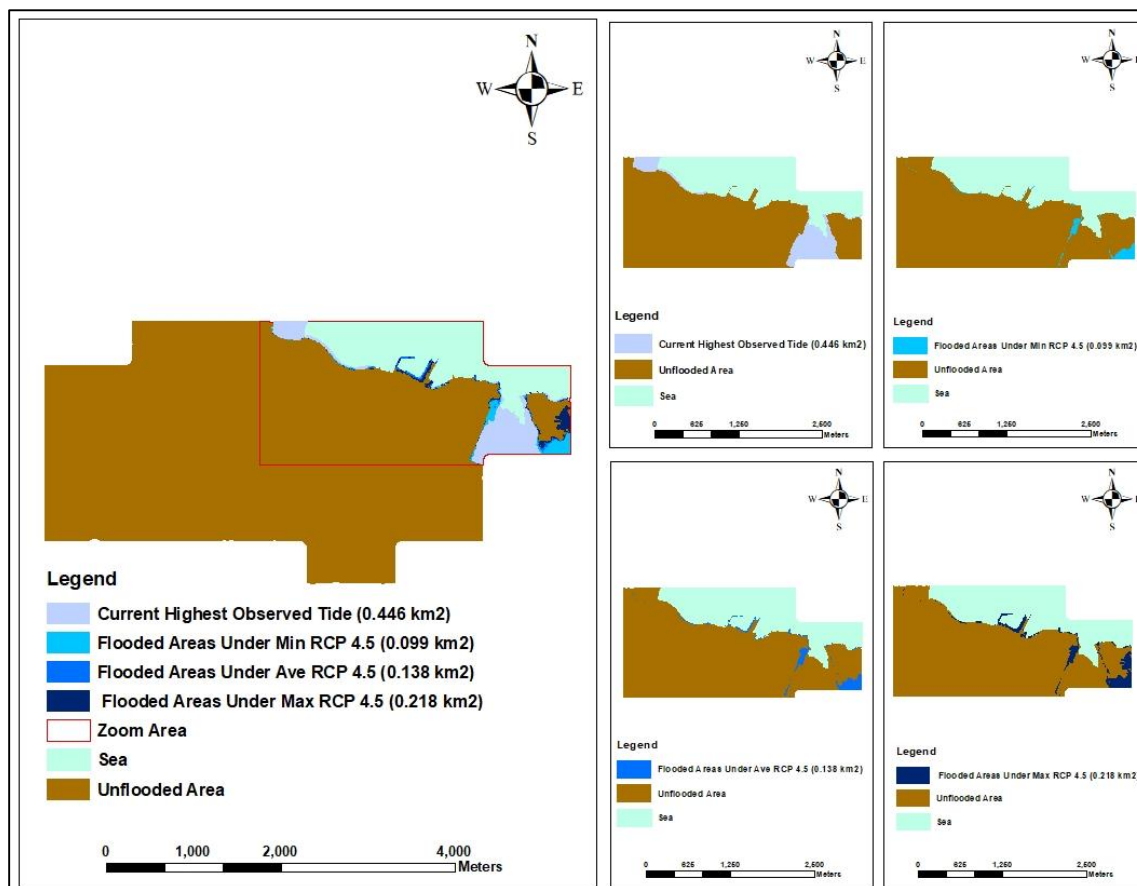 N
W E
S
Legend
Current Highest Observed Tide (0.446 km2)
Flooded Areas Under Min RCP 4.5 (0.099 km2)
Flooded Areas Under Ave RCP 4.5 (0.138 km2)
Flooded Areas Under Max RCP 4.5 (0.218 km2)
Zoom Area
Sea
Unflooded Area
0 1,000 2,000 4,000
Meters
N
W E
S
Legend
Current Highest Observed Tide (0.446 km2)
Unflooded Area
Sea
0 625 1,250 2,500
Meters
N
W E
S
Legend
Flooded Areas Under Min RCP 4.5 (0.099 km2)
Unflooded Area
Sea
0 625 1,250 2,500
Meters
N
W E
S
Legend
Flooded Areas Under Ave RCP 4.5 (0.138 km2)
Unflooded Area
Sea
0 625 1,250 2,500
Meters
N
W E
S
Legend
Flooded Areas Under Max RCP 4.5 (0.218 km2)
Unflooded Area
Sea
0 625 1,250 2,500
Meters